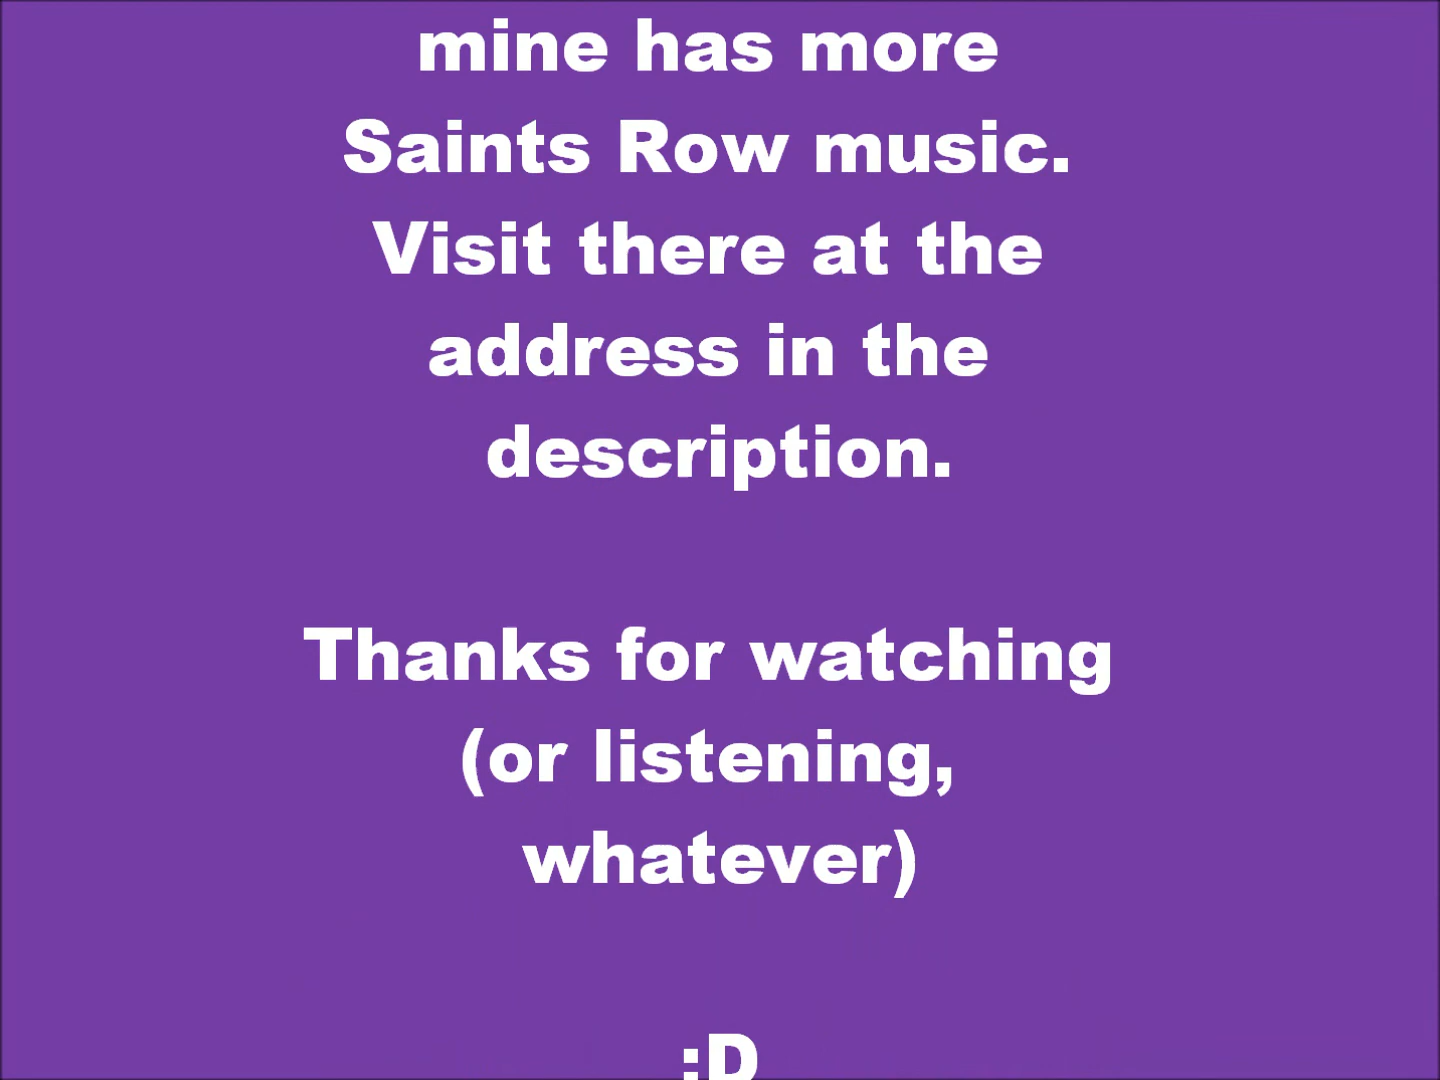 mine has more
Saints Row music.
Visit there at the
address in the
description.
Thanks for watching
(or listening,
whatever)
:D